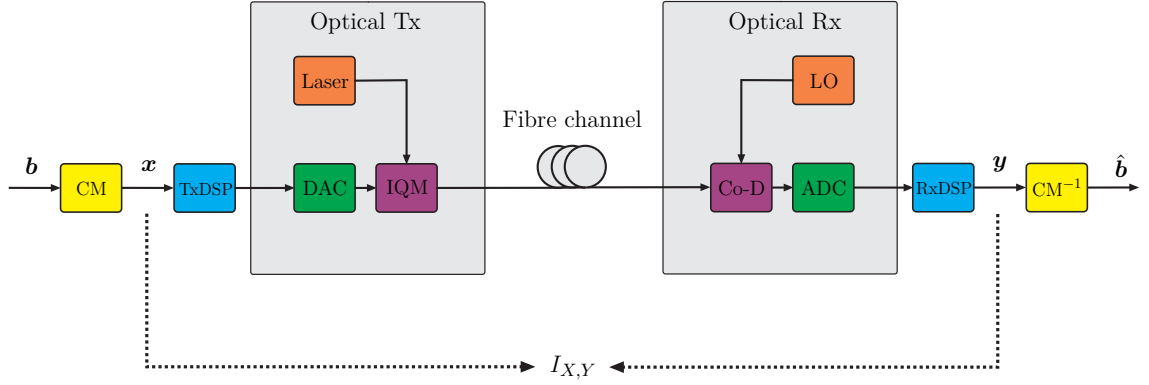 Optical Tx
Optical Rx
Laser
LO
Fibre channel
b
CM
x
TxDSP
DAC
IQM
Co-D
ADC
RxDSP
y
CM⁻¹
b̂
I_{X,Y}